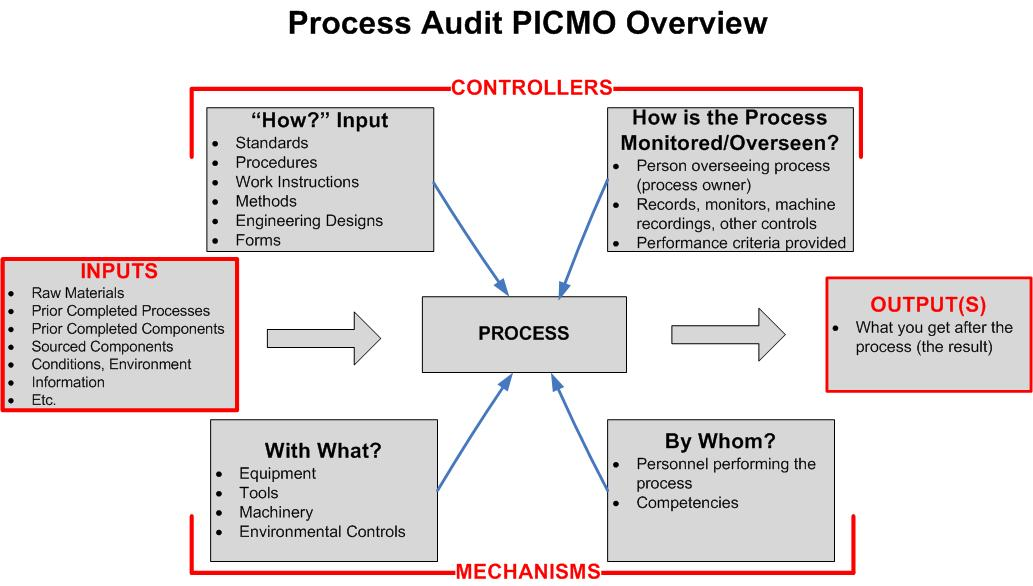 Process Audit PICMO Overview
CONTROLLERS
“How?” Input
• Standards
• Procedures
• Work Instructions
• Methods
• Engineering Designs
• Forms
How is the Process
Monitored/Overseen?
• Person overseeing process
(process owner)
• Records, monitors, machine
recordings, other controls
• Performance criteria provided
INPUTS
• Raw Materials
• Prior Completed Processes
• Prior Completed Components
• Sourced Components
• Conditions, Environment
• Information
• Etc.
PROCESS
OUTPUT(S)
• What you get after the
process (the result)
With What?
• Equipment
• Tools
• Machinery
• Environmental Controls
By Whom?
• Personnel performing the
process
• Competencies
MECHANISMS